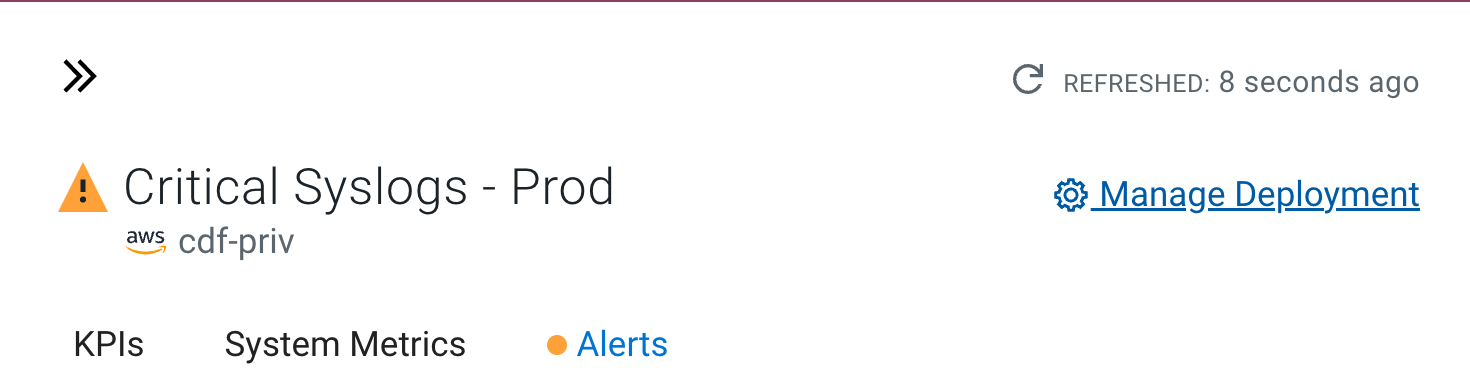 REFRESHED: 8 seconds ago
Critical Syslogs - Prod
Manage Deployment
aws cdf-priv
KPIs System Metrics Alerts